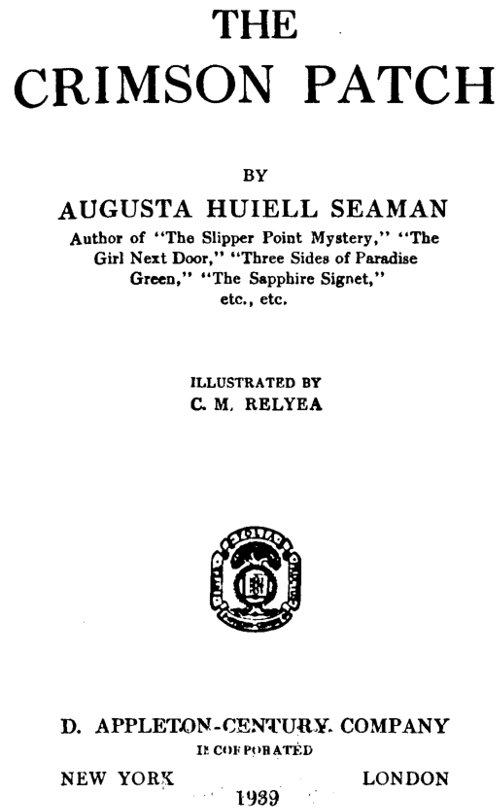 THE
CRIMSON PATCH
BY
AUGUSTA HUIELL SEAMAN
Author of "The Slipper Point Mystery," "The
Girl Next Door," "Three Sides of Paradise
Green," "The Sapphire Signet,"
etc., etc.
ILLUSTRATED BY
C. M. RELYEA
D. APPLETON-CENTURY COMPANY
INCORPORATED
NEW YORK LONDON
1939